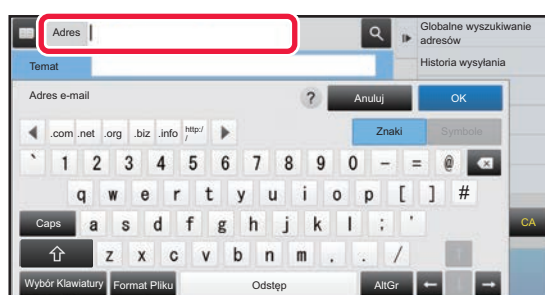 Adres
Globalne wyszukiwanie
adresów
Temat
Historia wysyłania
Adres e-mail
? Anuluj OK
.com .net .org .biz .info http:/
/
Znaki Symbole
` 1 2 3 4 5 6 7 8 9 0 - = @
q w e r t y u i o p [ ] #
Caps a s d f g h j k l ; '
CA
z x c v b n m . . /
Wybór Klawiatury Format Pliku Odstęp AltGr